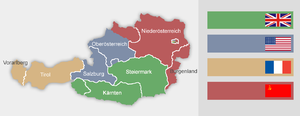 Niederösterreich
Oberösterreich
Vorarlberg
Tirol
Salzburg
Steiermark
Burgenland
Kärnten